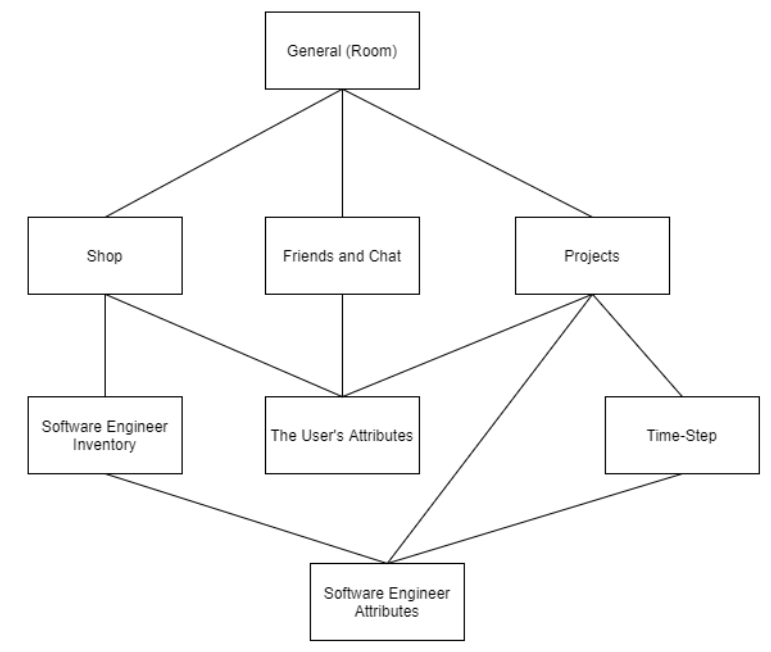 General (Room)
Shop
Friends and Chat
Projects
Software Engineer
Inventory
The User's Attributes
Time-Step
Software Engineer
Attributes